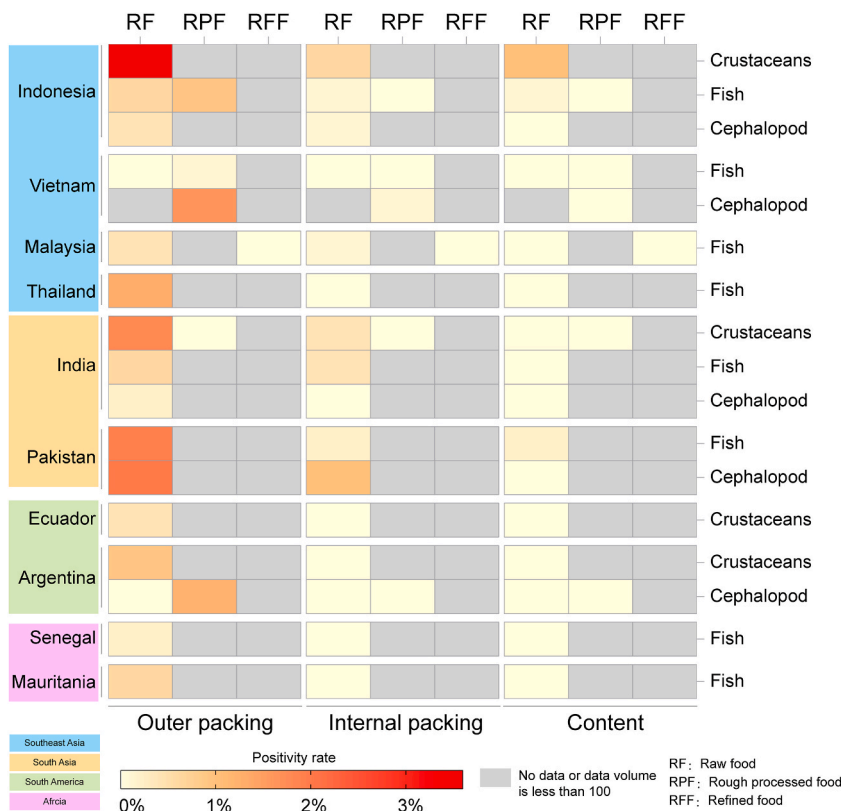 RF RPF RFF RF RPF RFF RF RPF RFF
Crustaceans
Indonesia
Fish
Cephalopod
Fish
Vietnam
Cephalopod
Malaysia
Fish
Thailand
Fish
Crustaceans
India
Fish
Cephalopod
Fish
Pakistan
Cephalopod
Ecuador
Crustaceans
Crustaceans
Argentina
Cephalopod
Senegal
Fish
Mauritania
Fish
Outer packing Internal packing Content
Southeast Asia
South Asia
South America
Afrcia
Positivity rate
0% 1% 2% 3%
No data or data volume
is less than 100
RF： Raw food
RPF： Rough processed food
RFF： Refined food